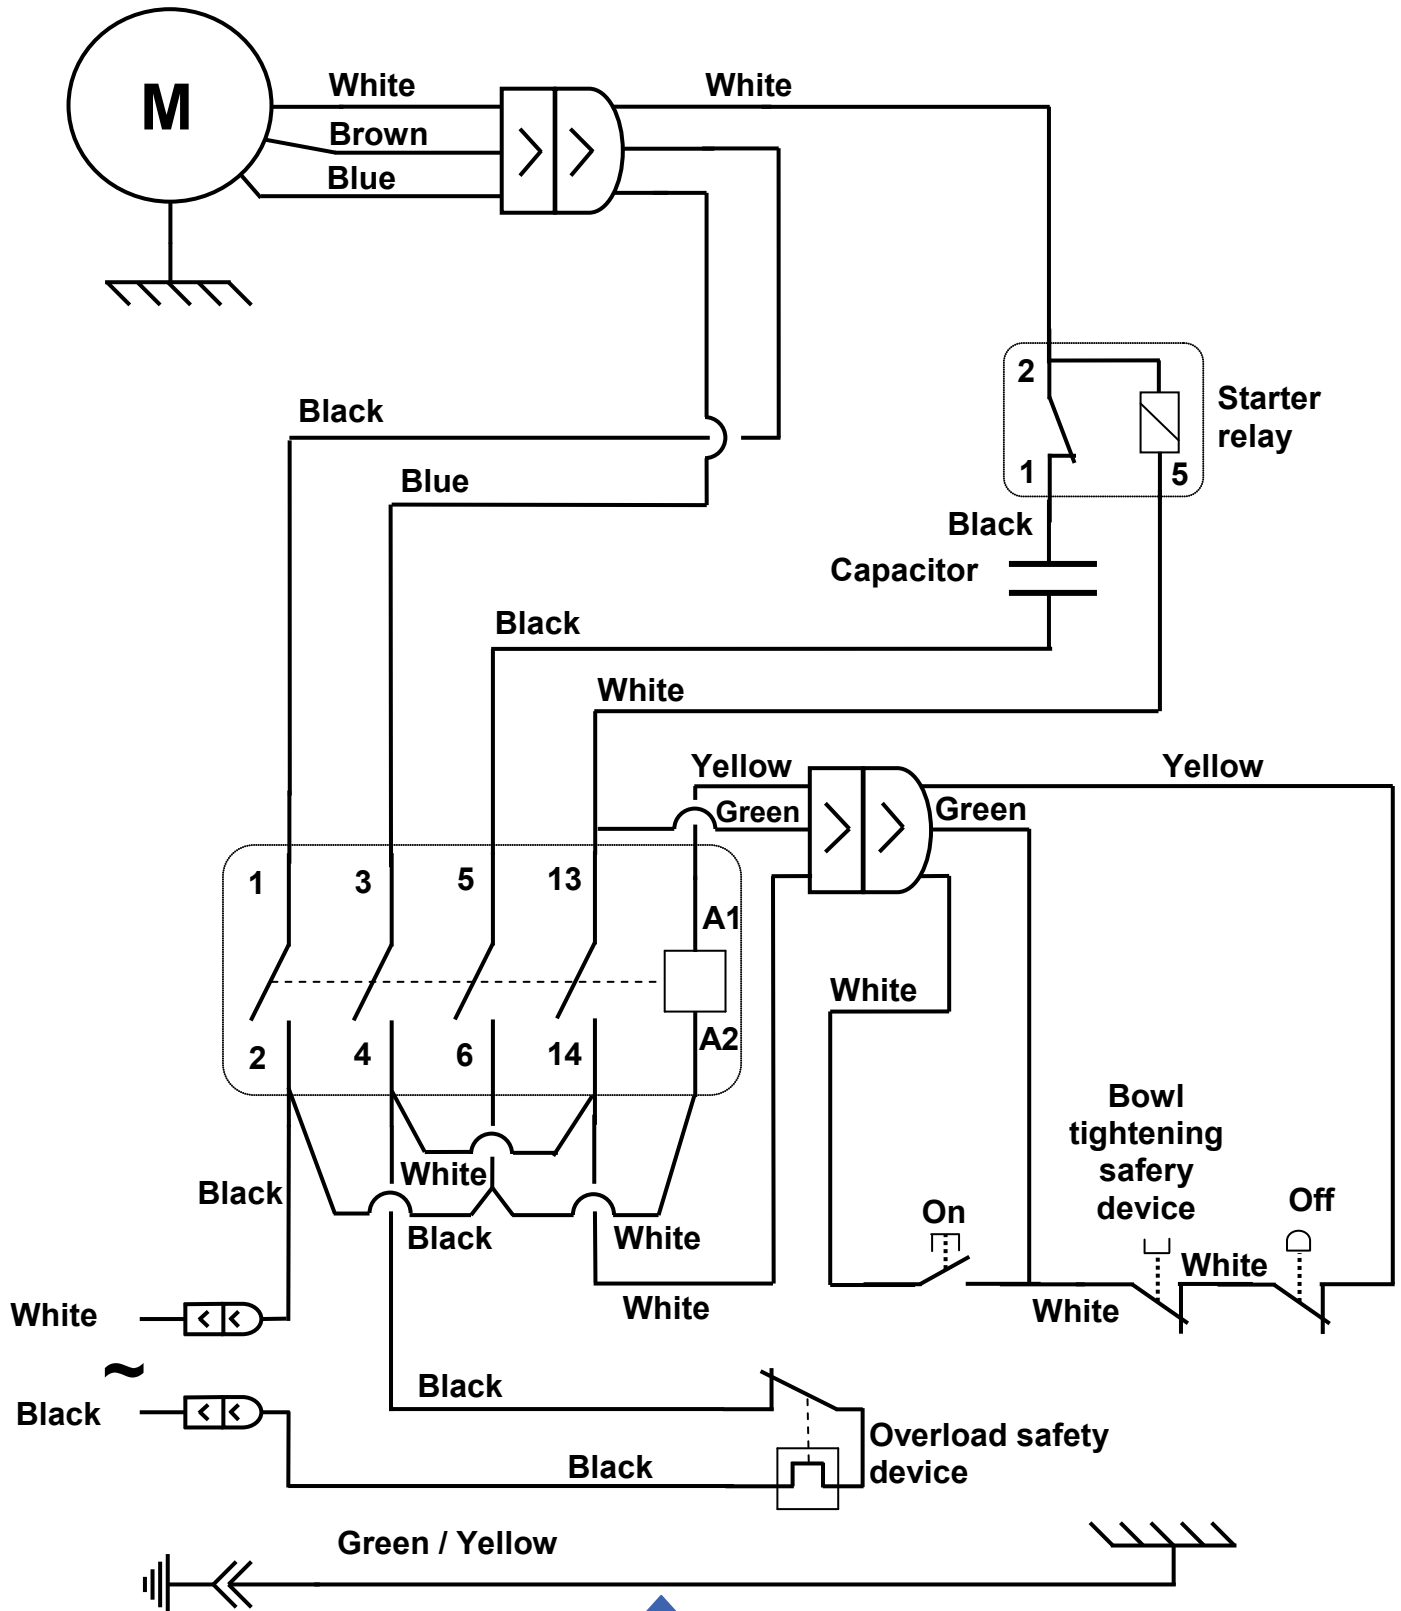 M
White
White
Brown
Blue
2
Starter
relay
1
5
Black
Blue
Black
Capacitor
Black
White
Yellow
Yellow
Green
Green
1
3
5
13
A1
White
2
4
6
14
A2
Bowl
tightening
safery
device
White
Black
Off
On
Black
White
White
White
White
White
~
Black
Black
Overload safety
device
Black
Green / Yellow